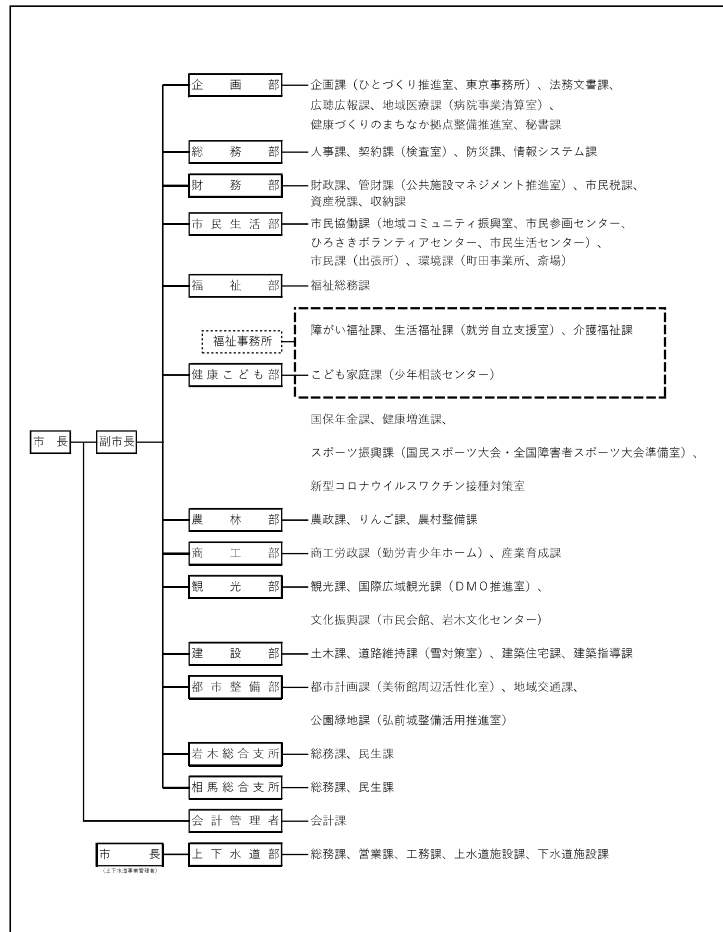 企画部 企画課（ひとづくり推進室、東京事務所）、法務文書課、
広聴広報課、地域医療課（病院事業清算室）、
健康づくりのまちなか拠点整備推進室、秘書課
総務部 人事課、契約課（検査室）、防災課、情報システム課
財務部 財政課、管財課（公共施設マネジメント推進室）、市民税課、
資産税課、収納課
市民生活部 市民協働課（地域コミュニティ振興室、市民参画センター、
ひろさきボランティアセンター、市民生活センター）、
市民課（出張所）、環境課（町田事業所、斎場）
福祉部 福祉総務課
障がい福祉課、生活福祉課（就労自立支援室）、介護福祉課
福祉事務所
健康こども部 こども家庭課（少年相談センター）
国保年金課、健康増進課、
市長 副市長
スポーツ振興課（国民スポーツ大会・全国障害者スポーツ大会準備室）、
新型コロナウイルスワクチン接種対策室
農林部 農政課、りんご課、農村整備課
商工部 商工労政課（勤労青少年ホーム）、産業育成課
観光部 観光課、国際広域観光課（DMO推進室）、
文化振興課（市民会館、岩木文化センター）
建設部 土木課、道路維持課（雪対策室）、建築住宅課、建築指導課
都市整備部 都市計画課（美術館周辺活性化室）、地域交通課、
公園緑地課（弘前城整備活用推進室）
岩木総合支所 総務課、民生課
相馬総合支所 総務課、民生課
会計管理者 会計課
市長 上下水道部 総務課、営業課、工務課、上水道施設課、下水道施設課
（上下水道事業管理者）